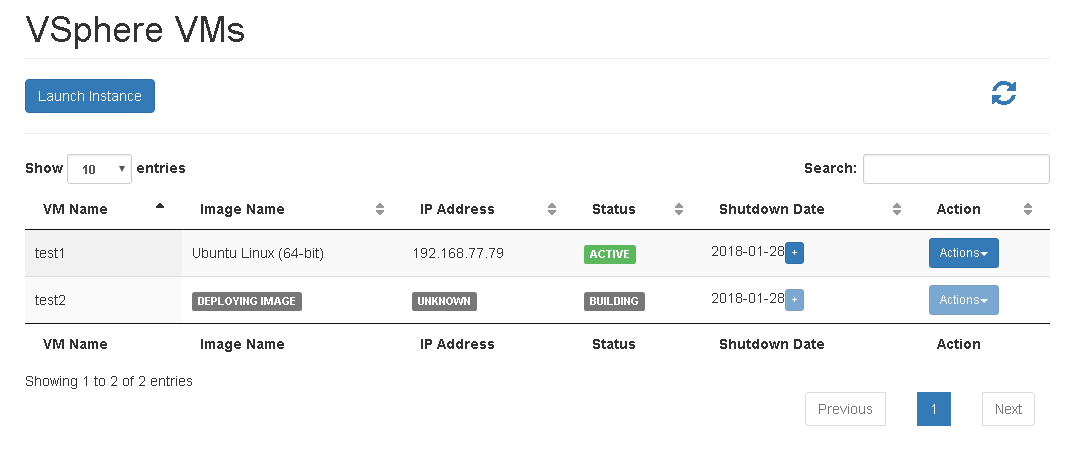 VSphere VMs
Launch Instance
Show 10 entries Search:
VM Name Image Name IP Address Status Shutdown Date Action
test1 Ubuntu Linux (64-bit) 192.168.77.79 ACTIVE 2018-01-28 + Actions
test2 DEPLOYING IMAGE UNKNOWN BUILDING 2018-01-28 + Actions
VM Name Image Name IP Address Status Shutdown Date Action
Showing 1 to 2 of 2 entries
Previous 1 Next